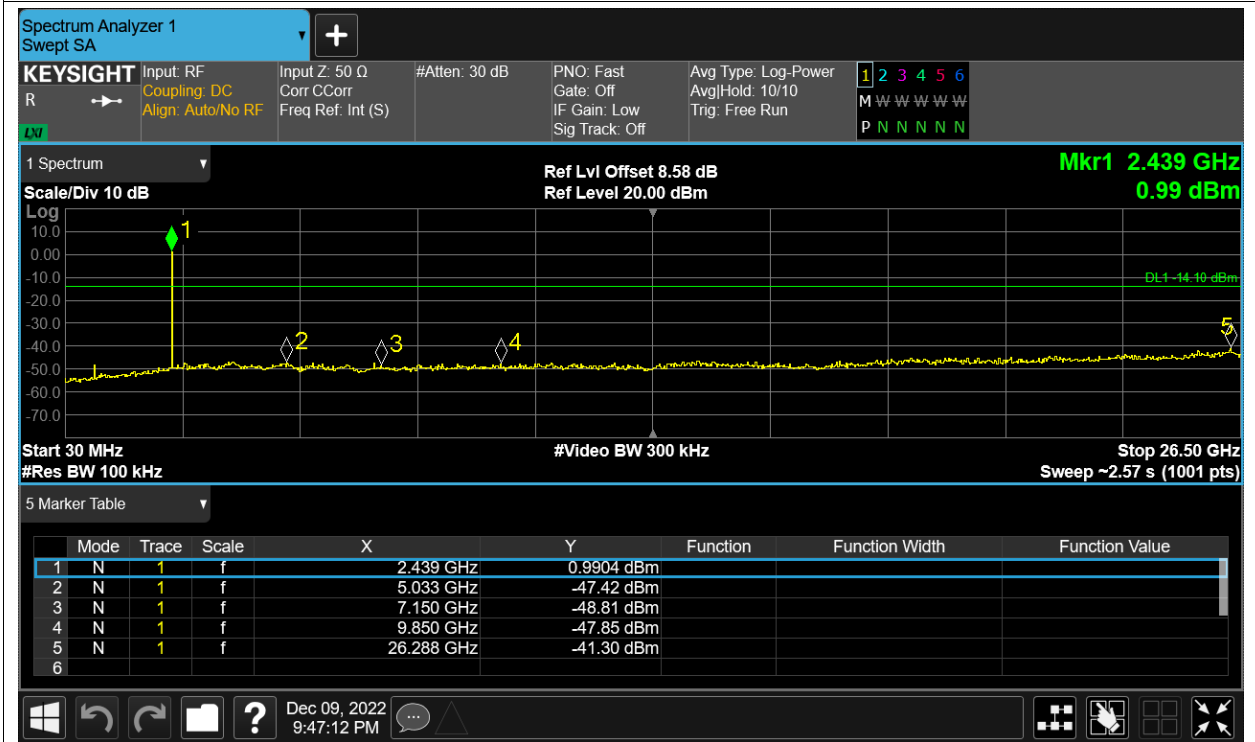 Spectrum Analyzer 1
Swept SA
KEYSIGHT
R
LXI
Input: RF
Coupling: DC
Align: Auto/No RF
Input Z: 50 Ω
Corr CCorr
Freq Ref: Int (S)
#Atten: 30 dB
PNO: Fast
Gate: Off
IF Gain: Low
Sig Track: Off
Avg Type: Log-Power
Avg|Hold: 10/10
Trig: Free Run
1 2 3 4 5 6
M W W W W W
P N N N N N
1 Spectrum
Scale/Div 10 dB
Ref Lvl Offset 8.58 dB
Ref Level 20.00 dBm
Mkr1 2.439 GHz
0.99 dBm
Log
10.0
0.00
-10.0
-20.0
-30.0
-40.0
-50.0
-60.0
-70.0
1
2
3
4
5
DL1 -14.10 dBm
Start 30 MHz
#Res BW 100 kHz
#Video BW 300 kHz
Stop 26.50 GHz
Sweep ~2.57 s (1001 pts)
5 Marker Table
Mode Trace Scale X Y Function Function Width Function Value
1 N 1 f 2.439 GHz 0.9904 dBm
2 N 1 f 5.033 GHz -47.42 dBm
3 N 1 f 7.150 GHz -48.81 dBm
4 N 1 f 9.850 GHz -47.85 dBm
5 N 1 f 26.288 GHz -41.30 dBm
6
?
Dec 09, 2022
9:47:12 PM